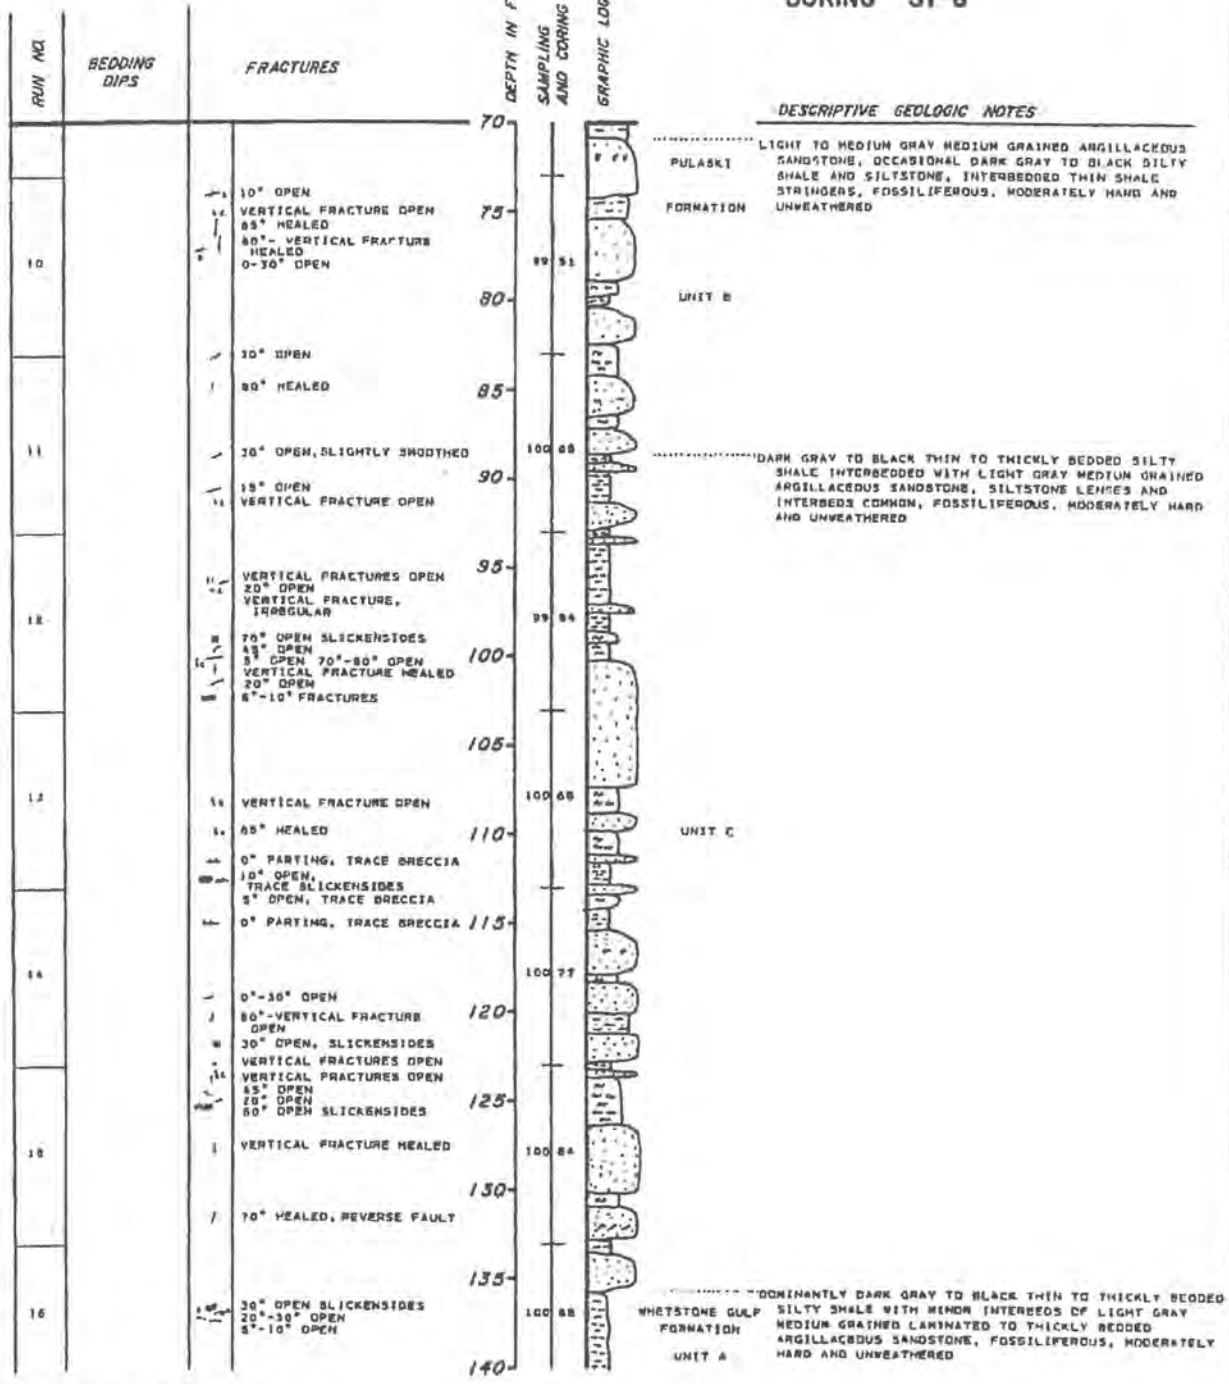 RUN NO.
BEDDING
DIPS
FRACTURES
DEPTH IN F
SAMPLING
AND CORING
GRAPHIC LOG
DESCRIPTIVE GEOLOGIC NOTES
70
LIGHT TO MEDIUM GRAY MEDIUM GRAINED ARGILLACEOUS
SANDSTONE, OCCASIONAL DARK GRAY TO BLACK SILTY
SHALE AND SILTSTONE, INTERBEDDED THIN SHALE
STRINGERS, FOSSILIFEROUS, MODERATELY HARD AND
UNWEATHERED
PULASKI
FORMATION
UNIT B
10° OPEN
VERTICAL FRACTURE OPEN
HEALED
VERTICAL FRACTURE
HEALED
0-30° OPEN
75
10
80
OPEN
HEALED
85
11
OPEN, SLIGHTLY SMOOTHED
100
90
DARK GRAY TO BLACK THIN TO THICKLY BEDDED SILTY
SHALE INTERBEDDED WITH LIGHT GRAY MEDIUM GRAINED
ARGILLACEOUS SANDSTONE, SILTSTONE LENSES AND
INTERBEDS COMMON, FOSSILIFEROUS, MODERATELY HARD
AND UNWEATHERED
15° OPEN
VERTICAL FRACTURE OPEN
95
VERTICAL FRACTURES OPEN
20° OPEN
VERTICAL FRACTURE,
IRREGULAR
12
70° OPEN SLICKENSIDES
45° OPEN
5° OPEN 70°-80° OPEN
VERTICAL FRACTURE HEALED
20° OPEN
FRACTURES
100
105
13
VERTICAL FRACTURE OPEN
100
HEALED
110
UNIT C
0° PARTING, TRACE BRECCIA
10° OPEN,
TRACE SLICKENSIDES
5° OPEN, TRACE BRECCIA
0° PARTING, TRACE BRECCIA
115
14
100 77
0°-30° OPEN
80°-VERTICAL FRACTURE
OPEN
120
30° OPEN, SLICKENSIDES
VERTICAL FRACTURES OPEN
VERTICAL FRACTURES OPEN
OPEN
20° OPEN
60° OPEN SLICKENSIDES
125
VERTICAL FRACTURE HEALED
100 84
130
70° HEALED, REVERSE FAULT
135
16
30° OPEN SLICKENSIDES
20°-30° OPEN
5°-10° OPEN
100
WHETSTONE GULF
FORMATION
UNIT A
DOMINANTLY DARK GRAY TO BLACK THIN TO THICKLY BEDDED
SILTY SHALE WITH MINOR INTERBEDS OF LIGHT GRAY
MEDIUM GRAINED LAMINATED TO THICKLY BEDDED
ARGILLACEOUS SANDSTONE, FOSSILIFEROUS, MODERATELY
HARD AND UNWEATHERED
140